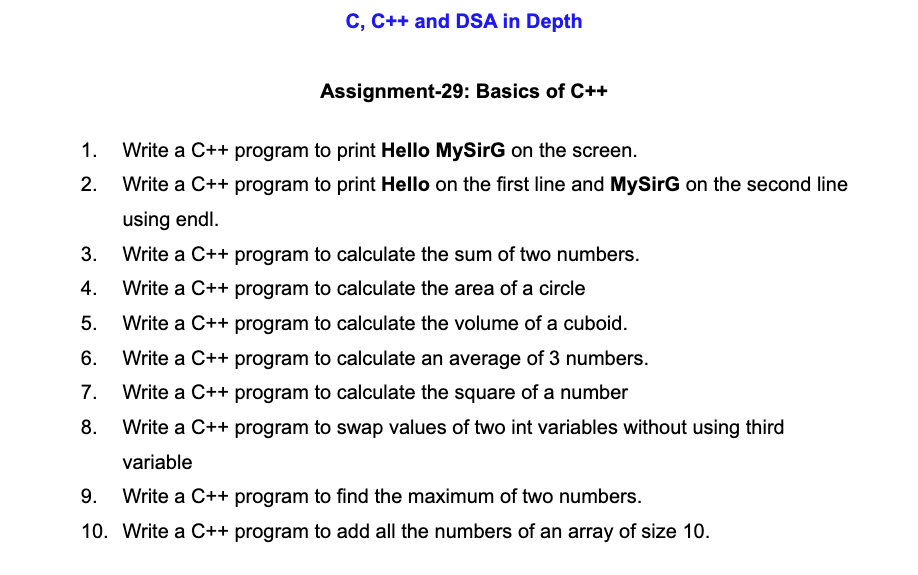 C, C++ and DSA in Depth
Assignment-29: Basics of C++
1. Write a C++ program to print Hello MySirG on the screen.
2. Write a C++ program to print Hello on the first line and MySirG on the second line
using endl.
3. Write a C++ program to calculate the sum of two numbers.
4. Write a C++ program to calculate the area of a circle
5. Write a C++ program to calculate the volume of a cuboid.
6. Write a C++ program to calculate an average of 3 numbers.
7. Write a C++ program to calculate the square of a number
8. Write a C++ program to swap values of two int variables without using third
variable
9. Write a C++ program to find the maximum of two numbers.
10. Write a C++ program to add all the numbers of an array of size 10.